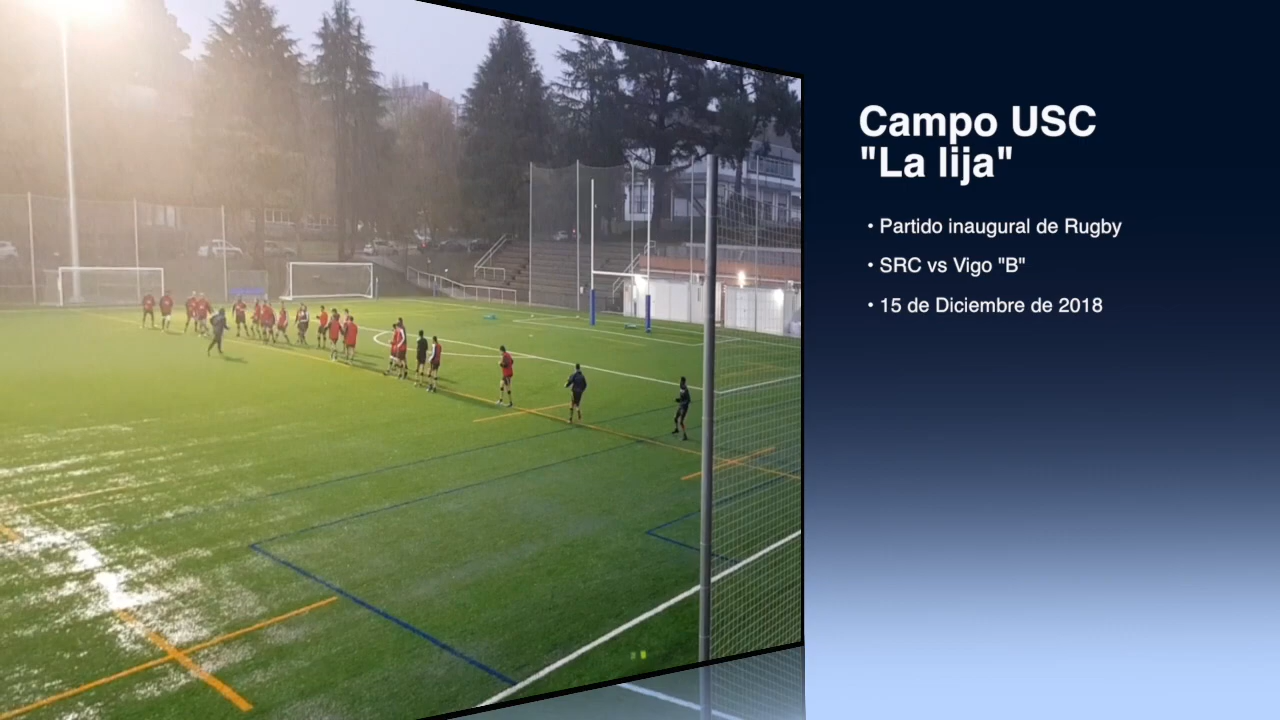 Campo USC
"La lija"
• Partido inaugural de Rugby
• SRC vs Vigo "B"
• 15 de Diciembre de 2018